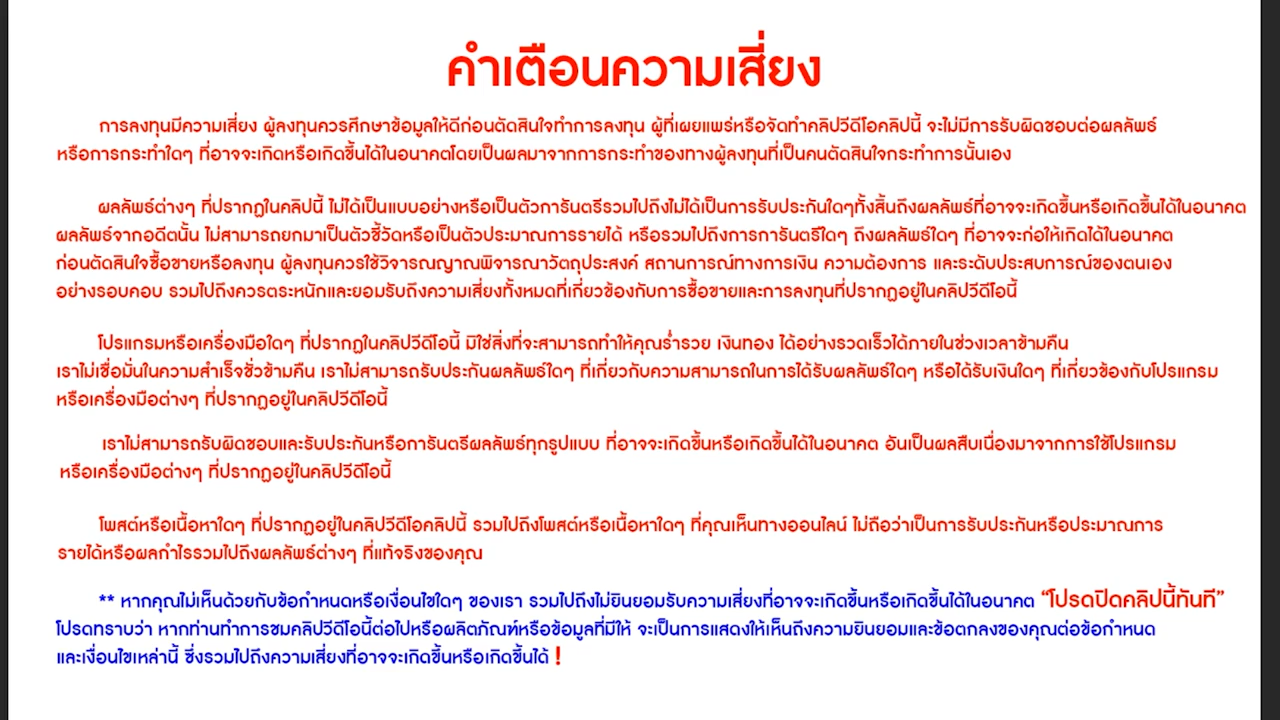 คำเตือนความเสี่ยง
การลงทุนมีความเสี่ยง ผู้ลงทุนควรศึกษาข้อมูลให้ดีก่อนตัดสินใจทำการลงทุน ผู้ที่เผยแพร่หรือจัดทำคลิปวีดีโอคลิปนี้ จะไม่มีการรับผิดชอบต่อผลลัพธ์
หรือการกระทำใดๆ ที่อาจจะเกิดหรือเกิดขึ้นได้ในอนาคตโดยเป็นผลมาจากการกระทำของทางผู้ลงทุนที่เป็นคนตัดสินใจกระทำการนั้นเอง
ผลลัพธ์ต่างๆ ที่ปรากฏในคลิปนี้ ไม่ได้เป็นแบบอย่างหรือเป็นตัวการันตรีรวมไปถึงไม่ได้เป็นการรับประกันใดๆทั้งสิ้นถึงผลลัพธ์ที่อาจจะเกิดขึ้นหรือเกิดขึ้นได้ในอนาคต
ผลลัพธ์จากอดีตนั้น ไม่สามารถยกมาเป็นตัวชี้วัดหรือเป็นตัวประมาณการรายได้ หรือรวมไปถึงการการันตรีใดๆ ถึงผลลัพธ์ใดๆ ที่อาจจะก่อให้เกิดได้ในอนาคต
ก่อนตัดสินใจซื้อขายหรือลงทุน ผู้ลงทุนควรใช้วิจารณญาณพิจารณาวัตถุประสงค์ สถานการณ์ทางการเงิน ความต้องการ และระดับประสบการณ์ของตนเอง
อย่างรอบคอบ รวมไปถึงควรตระหนักและยอมรับถึงความเสี่ยงทั้งหมดที่เกี่ยวข้องกับการซื้อขายและการลงทุนที่ปรากฏอยู่ในคลิปวีดีโอนี้
โปรแกรมหรือเครื่องมือใดๆ ที่ปรากฏในคลิปวีดีโอนี้ มิใช่สิ่งที่จะสามารถทำให้คุณร่ำรวย เงินทอง ได้อย่างรวดเร็วได้ภายในช่วงเวลาข้ามคืน
เราไม่เชื่อมั่นในความสำเร็จชั่วข้ามคืน เราไม่สามารถรับประกันผลลัพธ์ใดๆ ที่เกี่ยวกับความสามารถในการได้รับผลลัพธ์ใดๆ หรือได้รับเงินใดๆ ที่เกี่ยวข้องกับโปรแกรม
หรือเครื่องมือต่างๆ ที่ปรากฏอยู่ในคลิปวีดีโอนี้
เราไม่สามารถรับผิดชอบและรับประกันหรือการันตรีผลลัพธ์ทุกรูปแบบ ที่อาจจะเกิดขึ้นหรือเกิดขึ้นได้ในอนาคต อันเป็นผลสืบเนื่องมาจากการใช้โปรแกรม
หรือเครื่องมือต่างๆ ที่ปรากฏอยู่ในคลิปวีดีโอนี้
โพสต์หรือเนื้อหาใดๆ ที่ปรากฏอยู่ในคลิปวีดีโอคลิปนี้ รวมไปถึงโพสต์หรือเนื้อหาใดๆ ที่คุณเห็นทางออนไลน์ ไม่ถือว่าเป็นการรับประกันหรือประมาณการ
รายได้หรือผลกำไรรวมไปถึงผลลัพธ์ต่างๆ ที่แท้จริงของคุณ
** หากคุณไม่เห็นด้วยกับข้อกำหนดหรือเงื่อนไขใดๆ ของเรา รวมไปถึงไม่ยินยอมรับความเสี่ยงที่อาจจะเกิดขึ้นหรือเกิดขึ้นได้ในอนาคต “โปรดปิดคลิปนี้ทันที”
โปรดทราบว่า หากท่านทำการชมคลิปวีดีโอนี้ต่อไปหรือผลิตภัณฑ์หรือข้อมูลที่มีให้ จะเป็นการแสดงให้เห็นถึงความยินยอมและข้อตกลงของคุณต่อข้อกำหนด
และเงื่อนไขเหล่านี้ ซึ่งรวมไปถึงความเสี่ยงที่อาจจะเกิดขึ้นหรือเกิดขึ้นได้ !